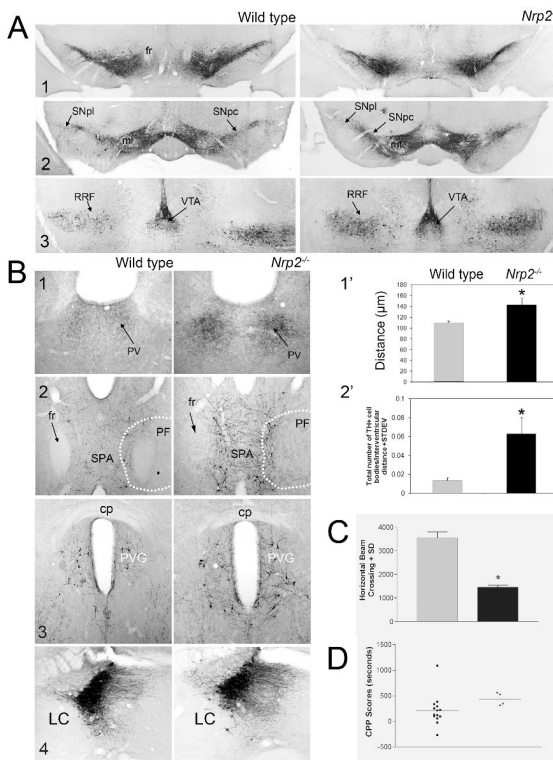 Wild type
Nrp2
A
fr
1
SNpl
SNpc
ml
2
SNpl
SNpc
ml
RRF
VTA
3
RRF
VTA
B
Wild type
Nrp2-/-
1
PV
PV
2
fr
SPA
PF
fr
SPA
PF
cp
PVG
3
cp
PVG
LC
4
LC
1'
Wild type
Nrp2-/-
Distance (µm)
180
160
140
120
100
80
60
40
20
0
*
2'
Total number of TH+ cell
bodies/interventricular
distance+STDEV
0.1
0.08
0.06
0.04
0.02
0
*
C
Horizontal Beam
Crossing + SD
4000
3000
2000
1000
0
*
D
CPP Scores (seconds)
1500
1000
500
0
-500